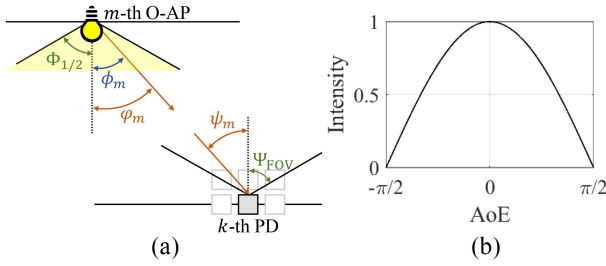 m-th O-AP
Φ1/2
ϕm
φm
ψm
ΨFOV
k-th PD
(a)
Intensity
1
0.5
0
-π/2
0
π/2
AoE
(b)